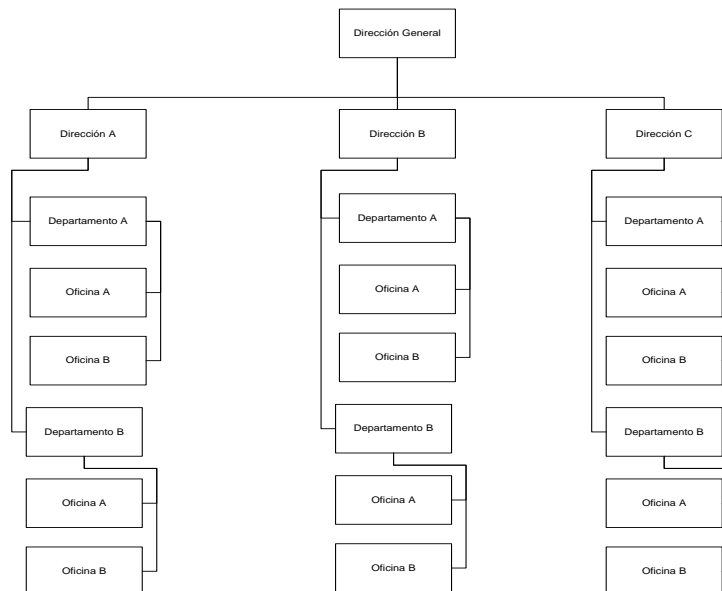 Dirección General
Dirección A
Dirección B
Dirección C
Departamento A
Departamento A
Departamento A
Oficina A
Oficina A
Oficina A
Oficina B
Oficina B
Oficina B
Departamento B
Departamento B
Departamento B
Oficina A
Oficina A
Oficina A
Oficina B
Oficina B
Oficina B